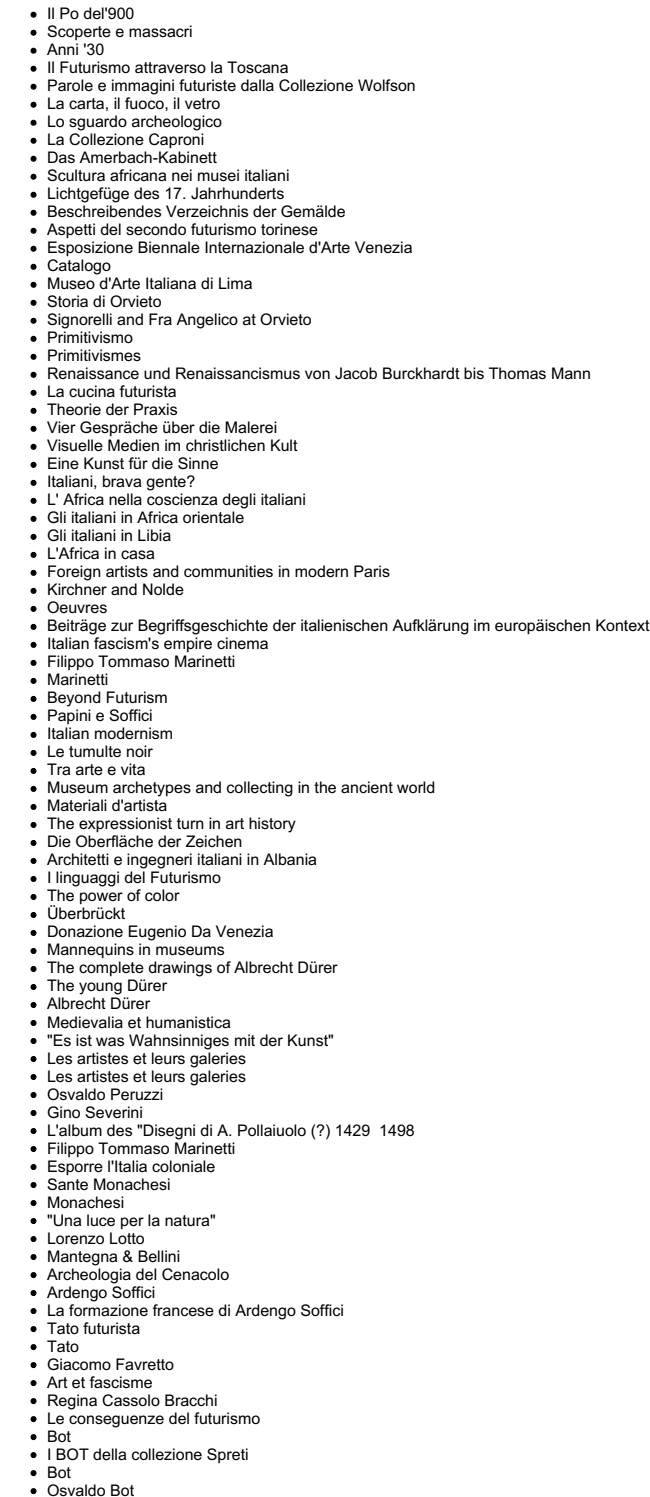 • Il Po del'900
• Scoperte e massacri
• Anni '30
• Il Futurismo attraverso la Toscana
• Parole e immagini futuriste dalla Collezione Wolfson
• La carta, il fuoco, il vetro
• Lo sguardo archeologico
• La Collezione Caproni
• Das Amerbach-Kabinett
• Scultura africana nei musei italiani
• Lichtgefüge des 17. Jahrhunderts
• Beschreibendes Verzeichnis der Gemälde
• Aspetti del secondo futurismo torinese
• Esposizione Biennale Internazionale d'Arte Venezia
• Catalogo
• Museo d'Arte Italiana di Lima
• Storia di Orvieto
• Signorelli and Fra Angelico at Orvieto
• Primitivismo
• Primitivismes
• Renaissance und Renaissancismus von Jacob Burckhardt bis Thomas Mann
• La cucina futurista
• Theorie der Praxis
• Vier Gespräche über die Malerei
• Visuelle Medien im christlichen Kult
• Eine Kunst für die Sinne
• Italiani, brava gente?
• L' Africa nella coscienza degli italiani
• Gli italiani in Africa orientale
• Gli italiani in Libia
• L'Africa in casa
• Foreign artists and communities in modern Paris
• Kirchner and Nolde
• Oeuvres
• Beiträge zur Begriffsgeschichte der italienischen Aufklärung im europäischen Kontext
• Italian fascism's empire cinema
• Filippo Tommaso Marinetti
• Marinetti
• Beyond Futurism
• Papini e Soffici
• Italian modernism
• Le tumulte noir
• Tra arte e vita
• Museum archetypes and collecting in the ancient world
• Materiali d'artista
• The expressionist turn in art history
• Die Oberfläche der Zeichen
• Architetti e ingegneri italiani in Albania
• I linguaggi del Futurismo
• The power of color
• Überbrückt
• Donazione Eugenio Da Venezia
• Mannequins in museums
• The complete drawings of Albrecht Dürer
• The young Dürer
• Albrecht Dürer
• Medievalia et humanistica
• "Es ist was Wahnsinniges mit der Kunst"
• Les artistes et leurs galeries
• Les artistes et leurs galeries
• Osvaldo Peruzzi
• Gino Severini
• L'album des "Disegni di A. Pollaiuolo (?) 1429 1498
• Filippo Tommaso Marinetti
• Esporre l'Italia coloniale
• Sante Monachesi
• Monachesi
• "Una luce per la natura"
• Lorenzo Lotto
• Mantegna & Bellini
• Archeologia del Cenacolo
• Ardengo Soffici
• La formazione francese di Ardengo Soffici
• Tato futurista
• Tato
• Giacomo Favretto
• Art et fascisme
• Regina Cassolo Bracchi
• Le conseguenze del futurismo
• Bot
• I BOT della collezione Spreti
• Bot
• Osvaldo Bot